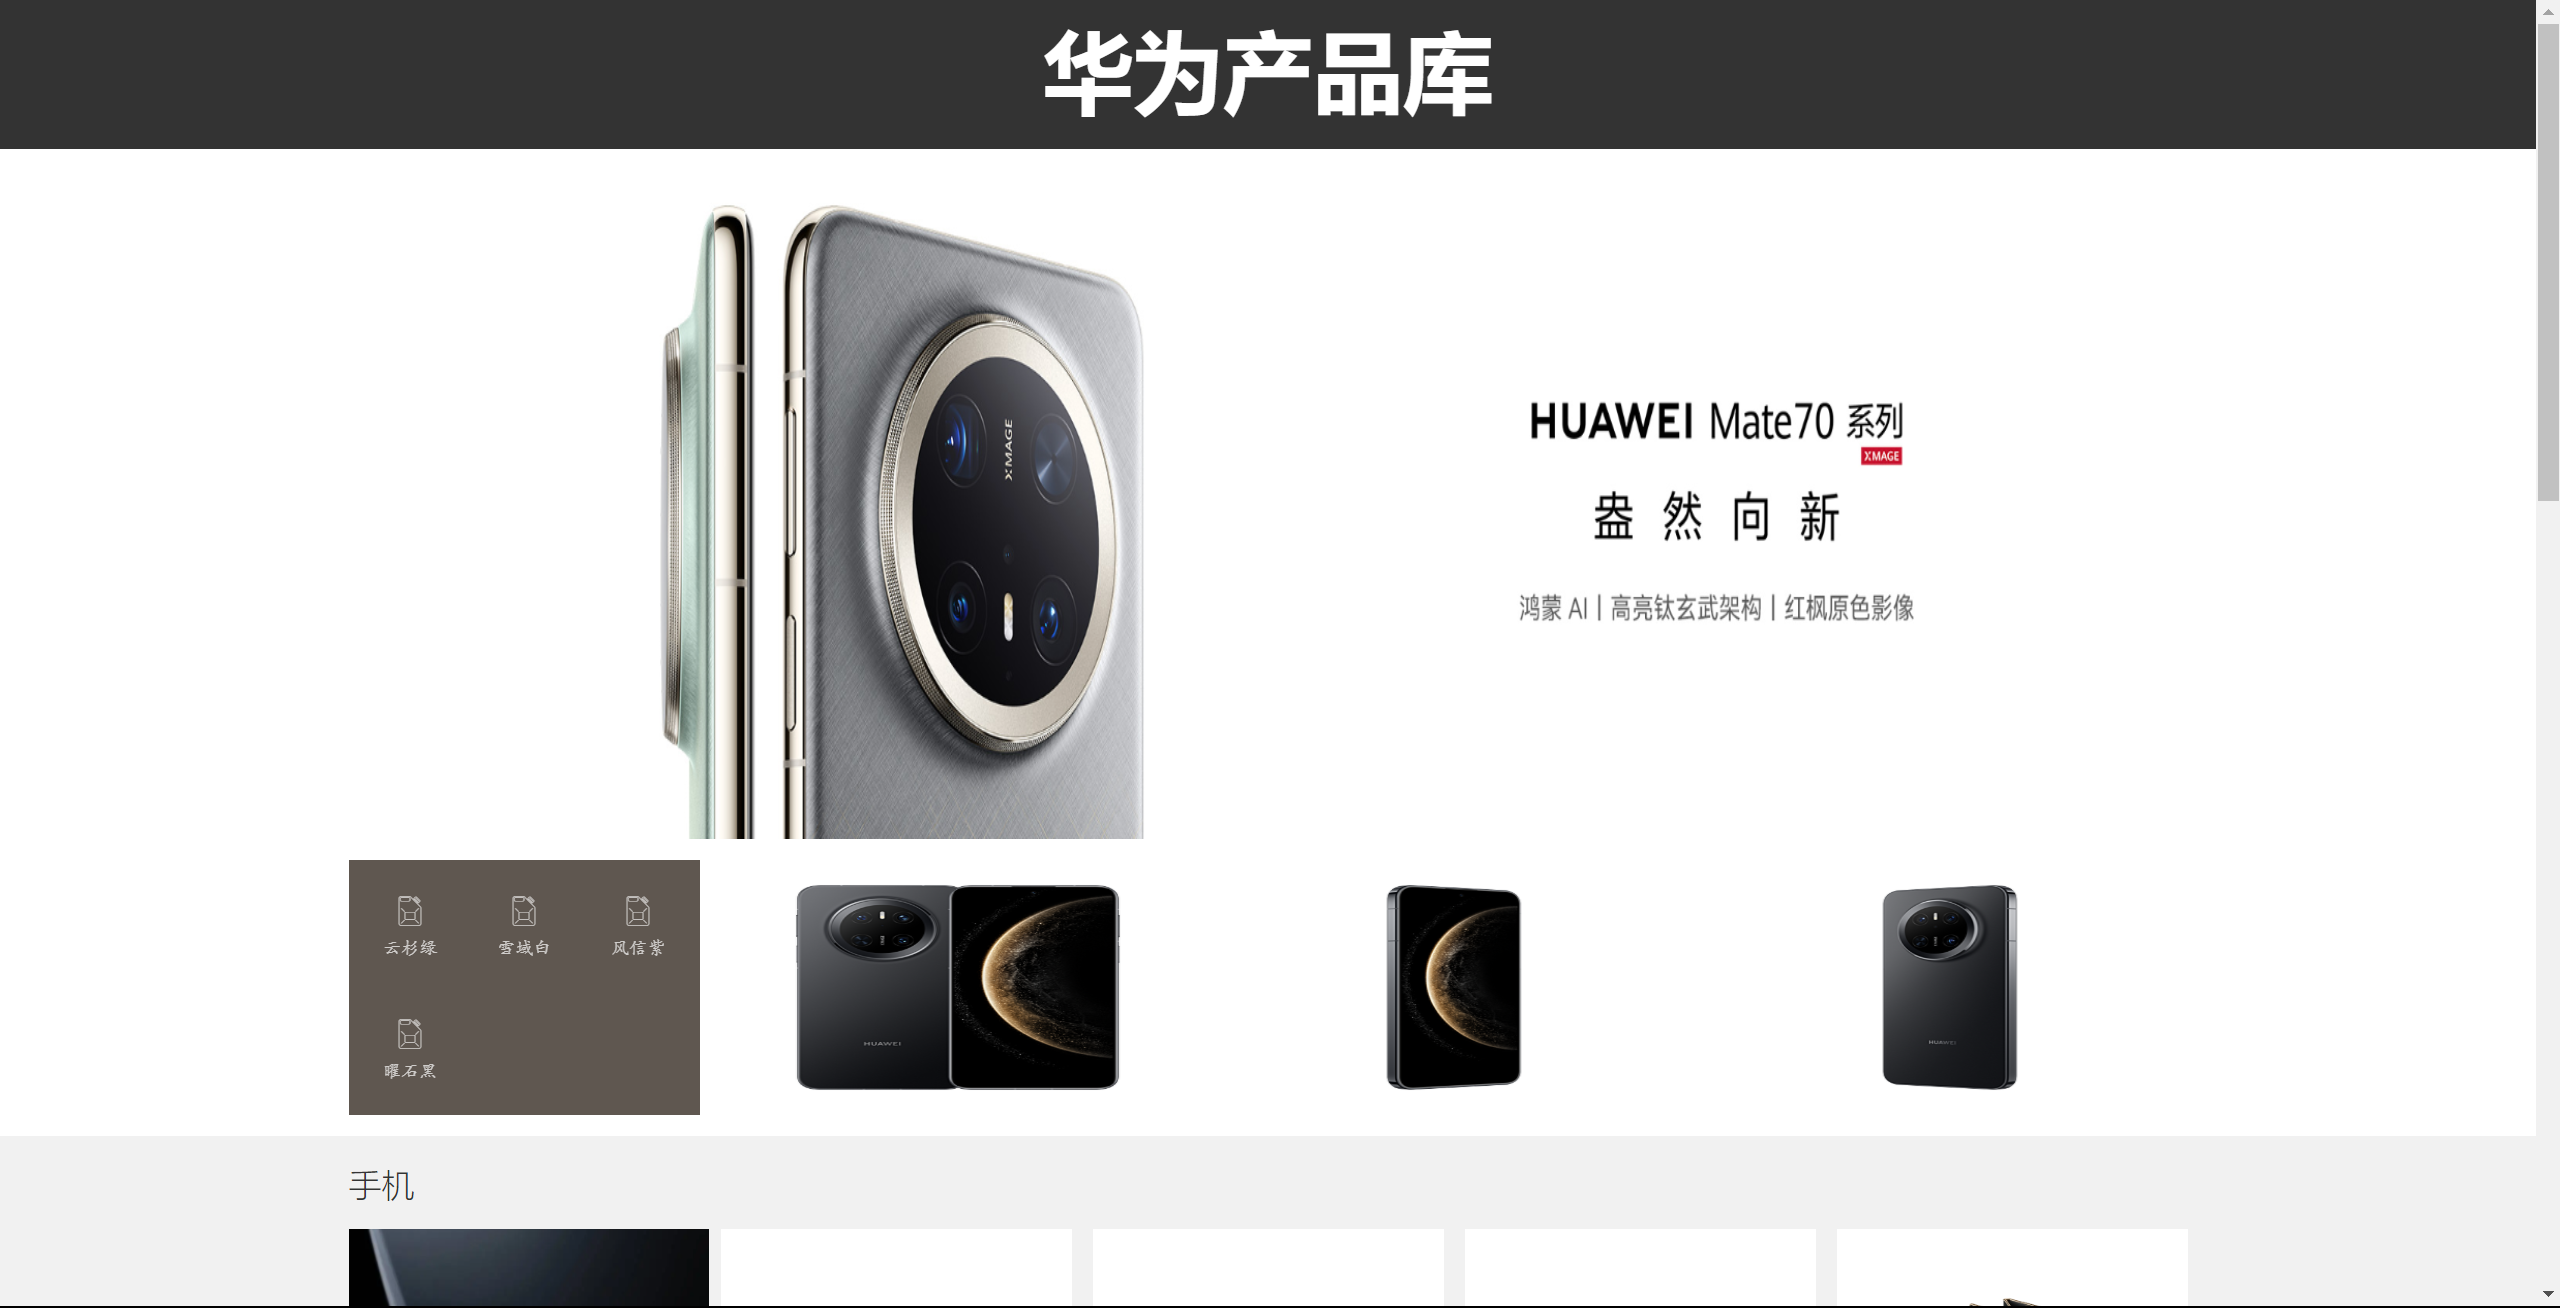 华为产品库
XMAGE
HUAWEI Mate70 系列
XMAGE
盎 然 向 新
鸿蒙 AI | 高亮钛玄武架构 | 红枫原色影像
云杉绿
雪域白
风信紫
曜石黑
HUAWEI
HUAWEI
手机